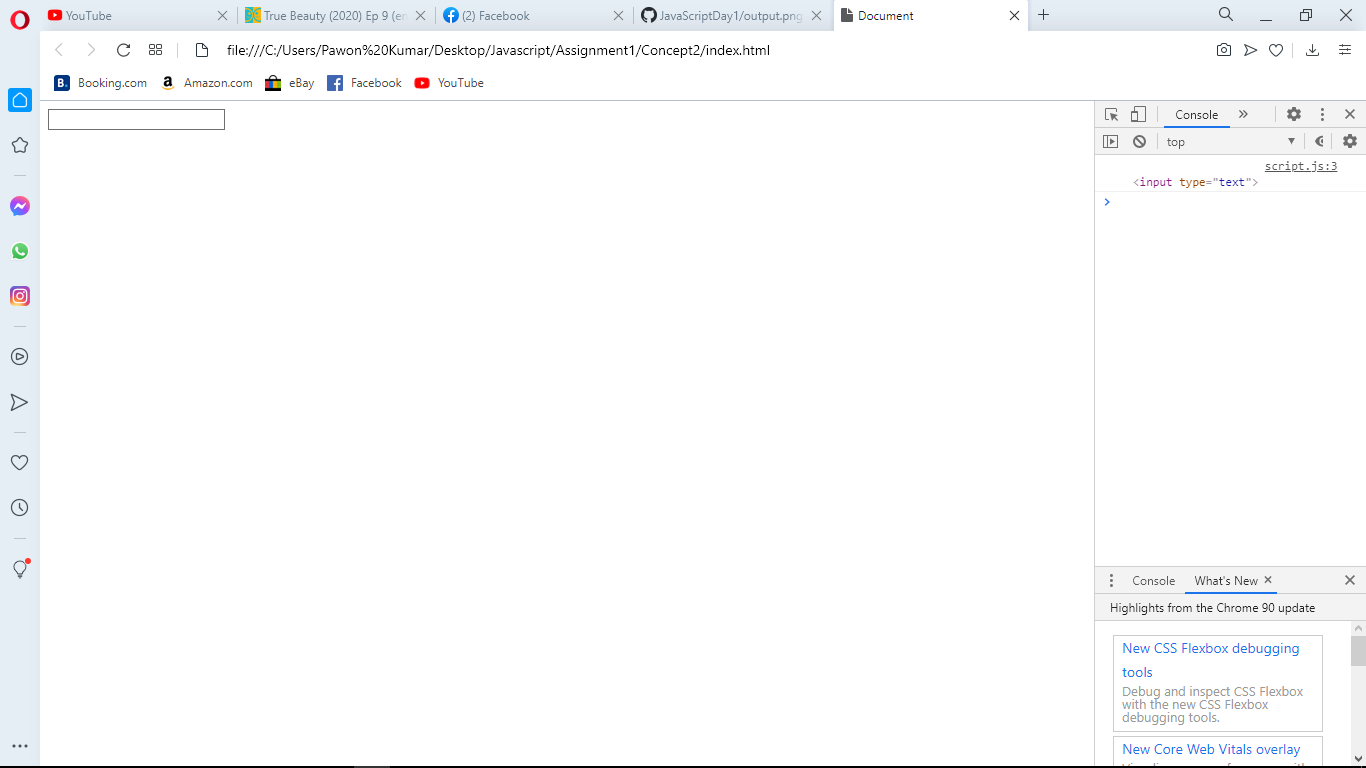 YouTube
True Beauty (2020) Ep 9 (en
(2) Facebook
JavaScriptDay1/output.png
Document
file:///C:/Users/Pawon%20Kumar/Desktop/Javascript/Assignment1/Concept2/index.html
B. Booking.com
Amazon.com
eBay
Facebook
YouTube
Console
top
script.js:3
<input type="text">
Console
What's New
Highlights from the Chrome 90 update
New CSS Flexbox debugging
tools
Debug and inspect CSS Flexbox
with the new CSS Flexbox
debugging tools.
New Core Web Vitals overlay